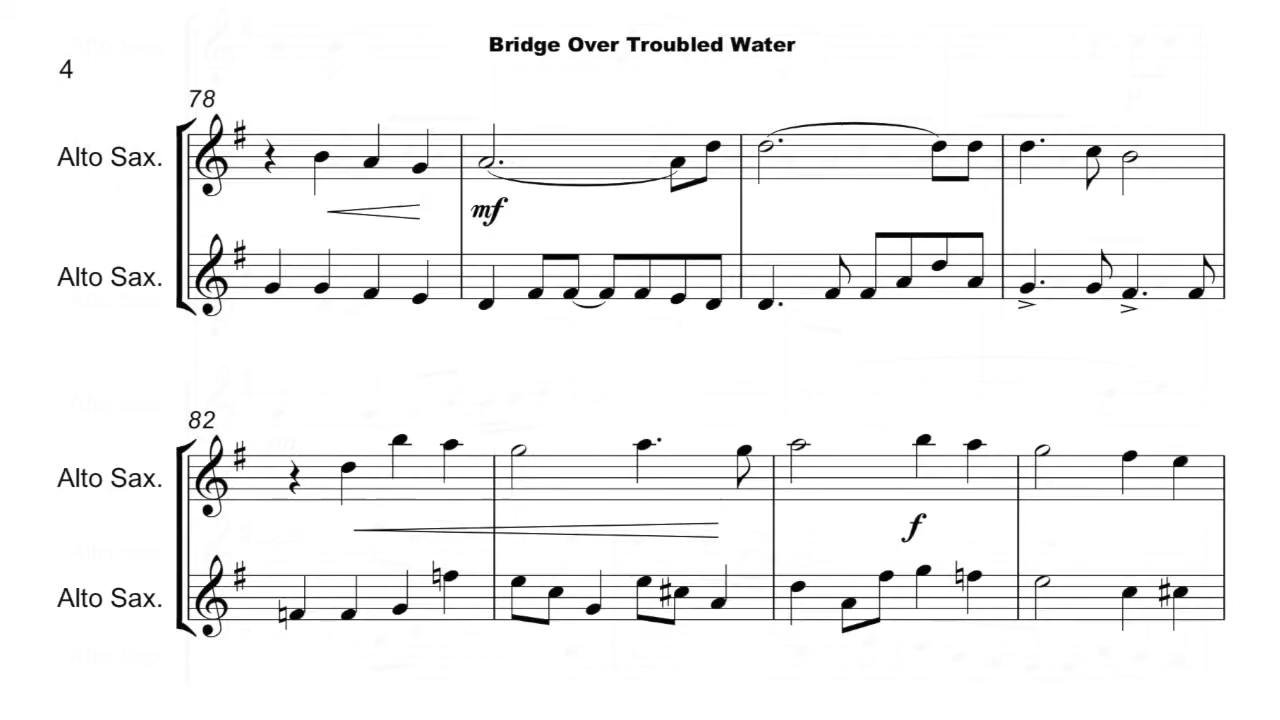 Bridge Over Troubled Water
4
78
Alto Sax.
mf
Alto Sax.
82
Alto Sax.
f
Alto Sax.